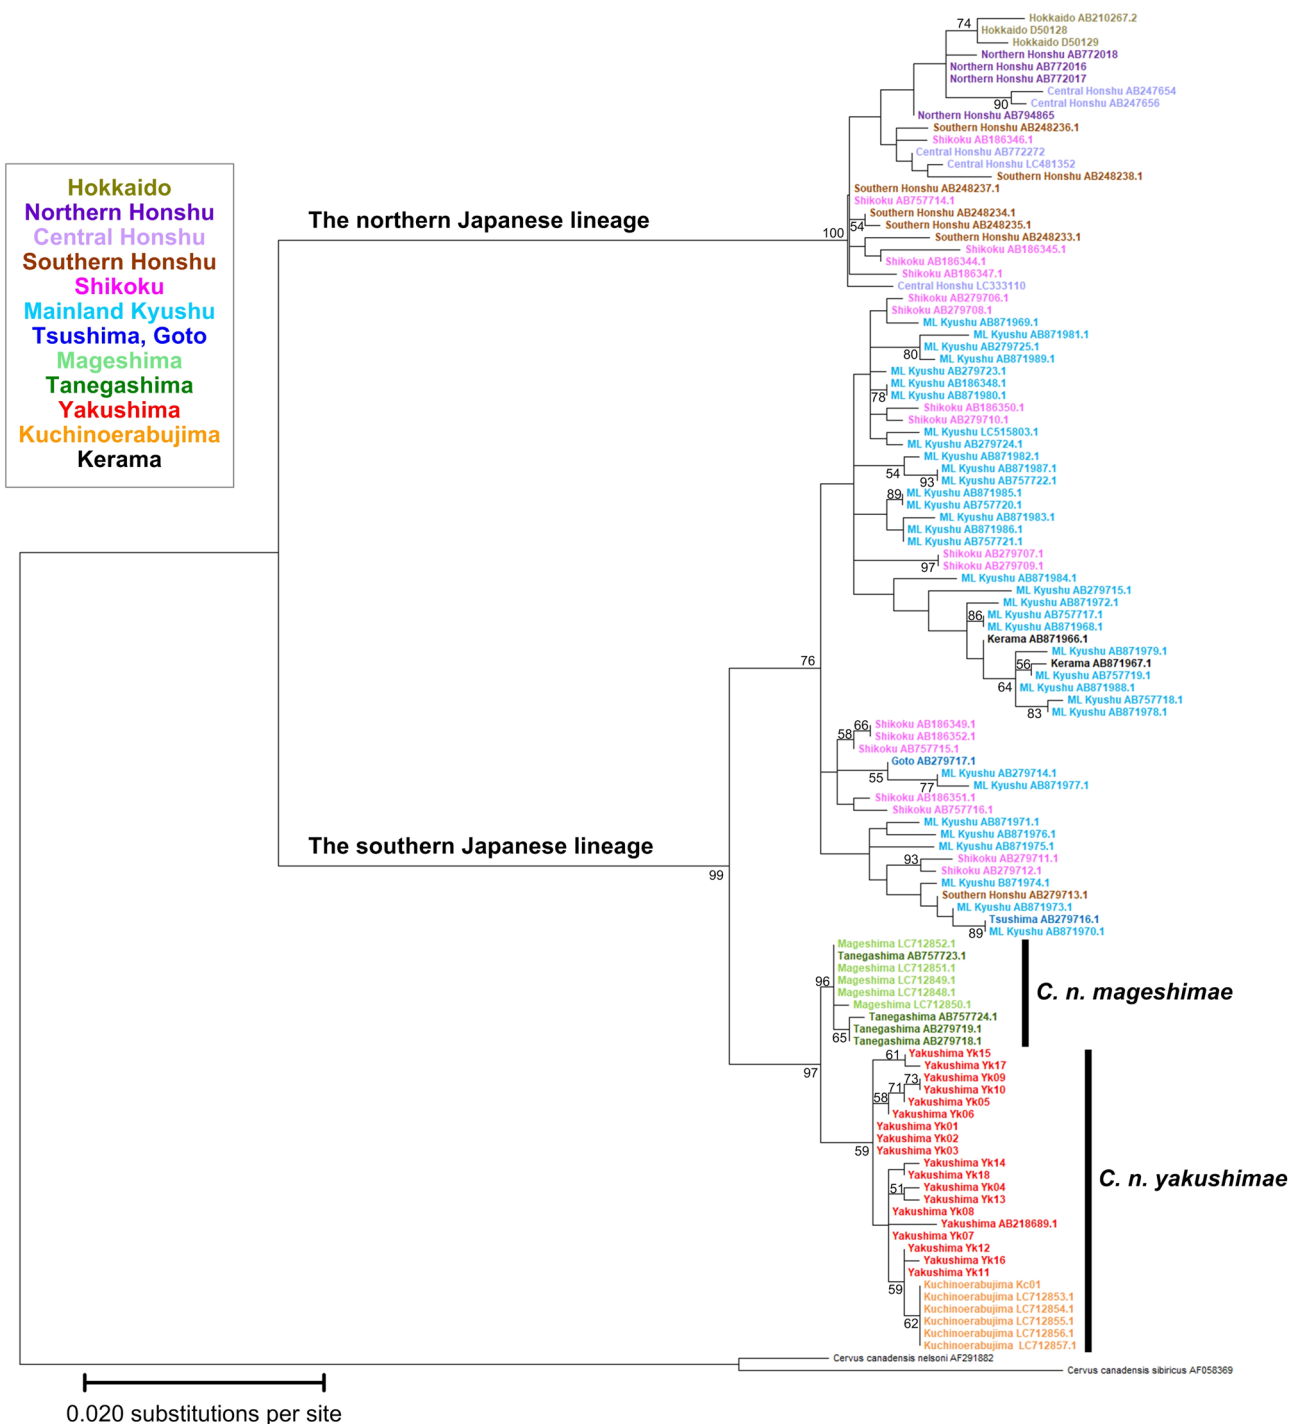 74
Hokkaido AB210267.2
Hokkaido D50128
Hokkaido D50129
Northern Honshu AB772018
Northern Honshu AB772016
Northern Honshu AB772017
Central Honshu AB247654
90
Central Honshu AB247656
Northern Honshu AB794865
Southern Honshu AB248236.1
Shikoku AB186346.1
Central Honshu AB772272
Central Honshu LC481352
Southern Honshu AB248238.1
Southern Honshu AB248237.1
Shikoku AB757714.1
Southern Honshu AB248234.1
54
Southern Honshu AB248235.1
100
Southern Honshu AB248233.1
Shikoku AB186345.1
Shikoku AB186344.1
Shikoku AB186347.1
Central Honshu LC333110
Hokkaido
Northern Honshu
Central Honshu
Southern Honshu
Shikoku
Mainland Kyushu
Tsushima, Goto
Mageshima
Tanegashima
Yakushima
Kuchinoerabujima
Kerama
The northern Japanese lineage
Shikoku AB279706.1
Shikoku AB279708.1
ML Kyushu AB871969.1
ML Kyushu AB871981.1
ML Kyushu AB279725.1
80
ML Kyushu AB871989.1
ML Kyushu AB279723.1
ML Kyushu AB186348.1
78
ML Kyushu AB871980.1
Shikoku AB186350.1
Shikoku AB279710.1
ML Kyushu LC515803.1
ML Kyushu AB279724.1
ML Kyushu AB871982.1
54
ML Kyushu AB871987.1
93
ML Kyushu AB757722.1
89
ML Kyushu AB871985.1
ML Kyushu AB757720.1
ML Kyushu AB871983.1
ML Kyushu AB871986.1
ML Kyushu AB757721.1
Shikoku AB279707.1
97
Shikoku AB279709.1
ML Kyushu AB871984.1
ML Kyushu AB279715.1
ML Kyushu AB871972.1
86
ML Kyushu AB757717.1
ML Kyushu AB871968.1
Kerama AB871966.1
ML Kyushu AB871979.1
56
Kerama AB871967.1
ML Kyushu AB757719.1
64
ML Kyushu AB871988.1
ML Kyushu AB757718.1
83
ML Kyushu AB871978.1
76
66
Shikoku AB186349.1
58
Shikoku AB186352.1
Shikoku AB757715.1
Goto AB279717.1
55
ML Kyushu AB279714.1
77
ML Kyushu AB871977.1
Shikoku AB186351.1
Shikoku AB757716.1
ML Kyushu AB871971.1
ML Kyushu AB871976.1
ML Kyushu AB871975.1
93
Shikoku AB279711.1
Shikoku AB279712.1
ML Kyushu B871974.1
Southern Honshu AB279713.1
ML Kyushu AB871973.1
Tsushima AB279716.1
89
ML Kyushu AB871970.1
The southern Japanese lineage
99
Mageshima LC712852.1
Tanegashima AB757723.1
Mageshima LC712851.1
96
Mageshima LC712849.1
Mageshima LC712848.1
Mageshima LC712850.1
Tanegashima AB757724.1
Tanegashima AB279719.1
65
Tanegashima AB279718.1
C. n. mageshimae
97
61
Yakushima Yk15
Yakushima Yk17
73
Yakushima Yk09
71
Yakushima Yk10
58
Yakushima Yk05
Yakushima Yk06
Yakushima Yk01
Yakushima Yk02
59
Yakushima Yk03
Yakushima Yk14
Yakushima Yk18
51
Yakushima Yk04
Yakushima Yk13
Yakushima Yk08
Yakushima AB218689.1
Yakushima Yk07
Yakushima Yk12
Yakushima Yk16
Yakushima Yk11
59
Kuchinoerabujima Kc01
Kuchinoerabujima LC712853.1
Kuchinoerabujima LC712854.1
62
Kuchinoerabujima LC712855.1
Kuchinoerabujima LC712856.1
Kuchinoerabujima LC712857.1
C. n. yakushimae
Cervus canadensis nelsoni AF291882
Cervus canadensis sibiricus AF058369
0.020 substitutions per site